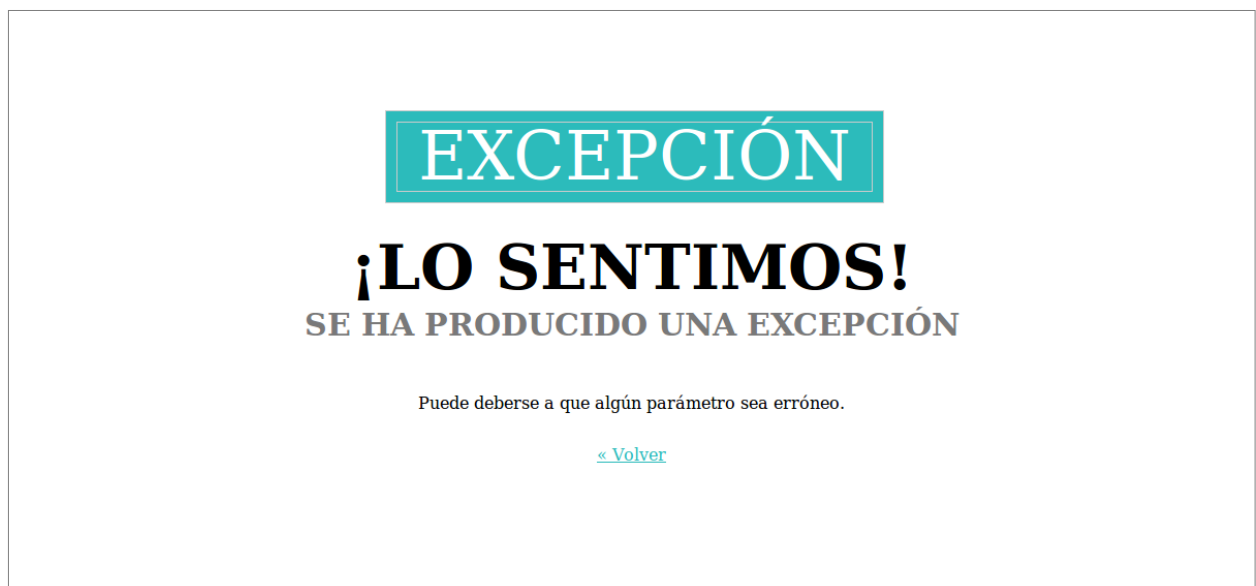 EXCEPCIÓN
¡LO SENTIMOS!
SE HA PRODUCIDO UNA EXCEPCIÓN
Puede deberse a que algún parámetro sea erróneo.
« Volver